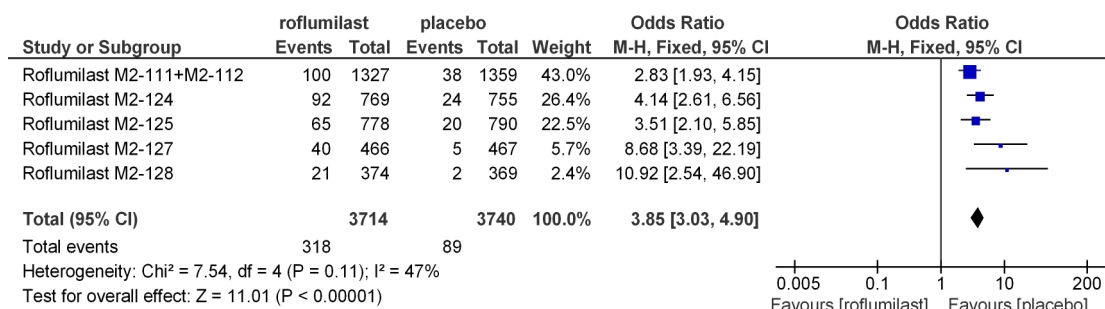 roflumilast placebo Odds Ratio Odds Ratio
Study or Subgroup Events Total Events Total Weight M-H, Fixed, 95% CI M-H, Fixed, 95% CI
Roflumilast M2-111+M2-112 100 1327 38 1359 43.0% 2.83 [1.93, 4.15]
Roflumilast M2-124 92 769 24 755 26.4% 4.14 [2.61, 6.56]
Roflumilast M2-125 65 778 20 790 22.5% 3.51 [2.10, 5.85]
Roflumilast M2-127 40 466 5 467 5.7% 8.68 [3.39, 22.19]
Roflumilast M2-128 21 374 2 369 2.4% 10.92 [2.54, 46.90]
Total (95% CI) 3714 3740 100.0% 3.85 [3.03, 4.90]
Total events 318 89
Heterogeneity: Chi² = 7.54, df = 4 (P = 0.11); I² = 47%
Test for overall effect: Z = 11.01 (P < 0.00001)
0.005 0.1 1 10 200
Favours [roflumilast] Favours [placebo]